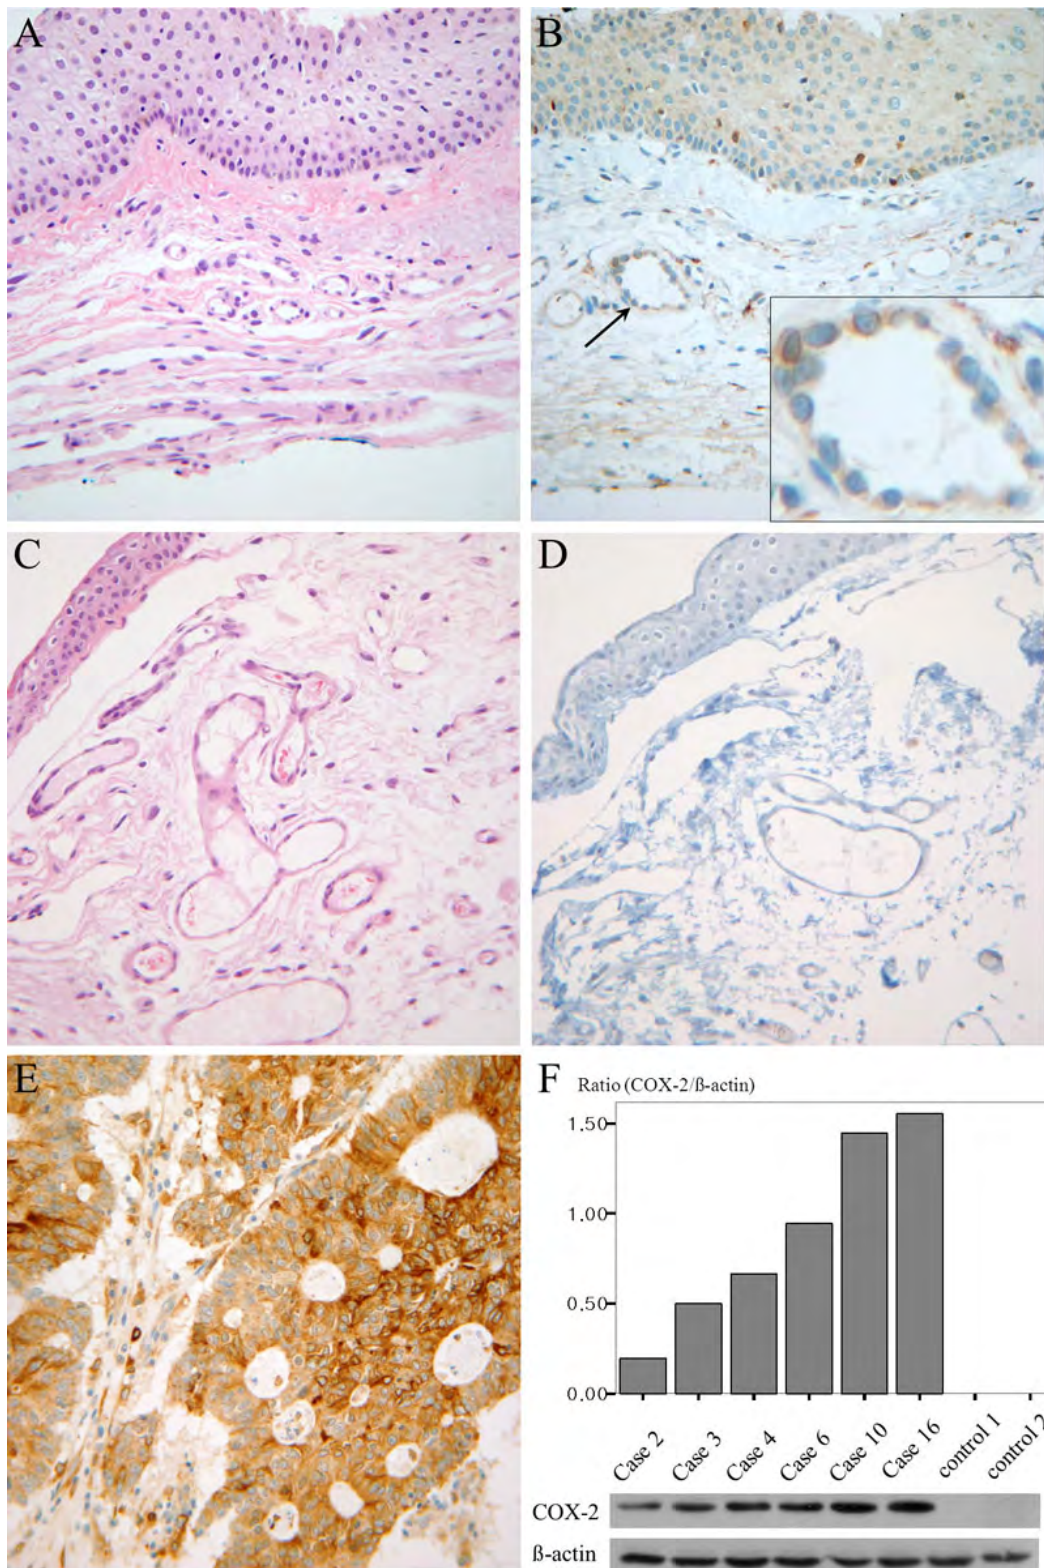 A
B
C
D
E
F
Ratio (COX-2/ß-actin)
1.50
1.00
0.50
0.00
Case 2
Case 3
Case 4
Case 6
Case 10
Case 16
control 1
control 2
COX-2
ß-actin